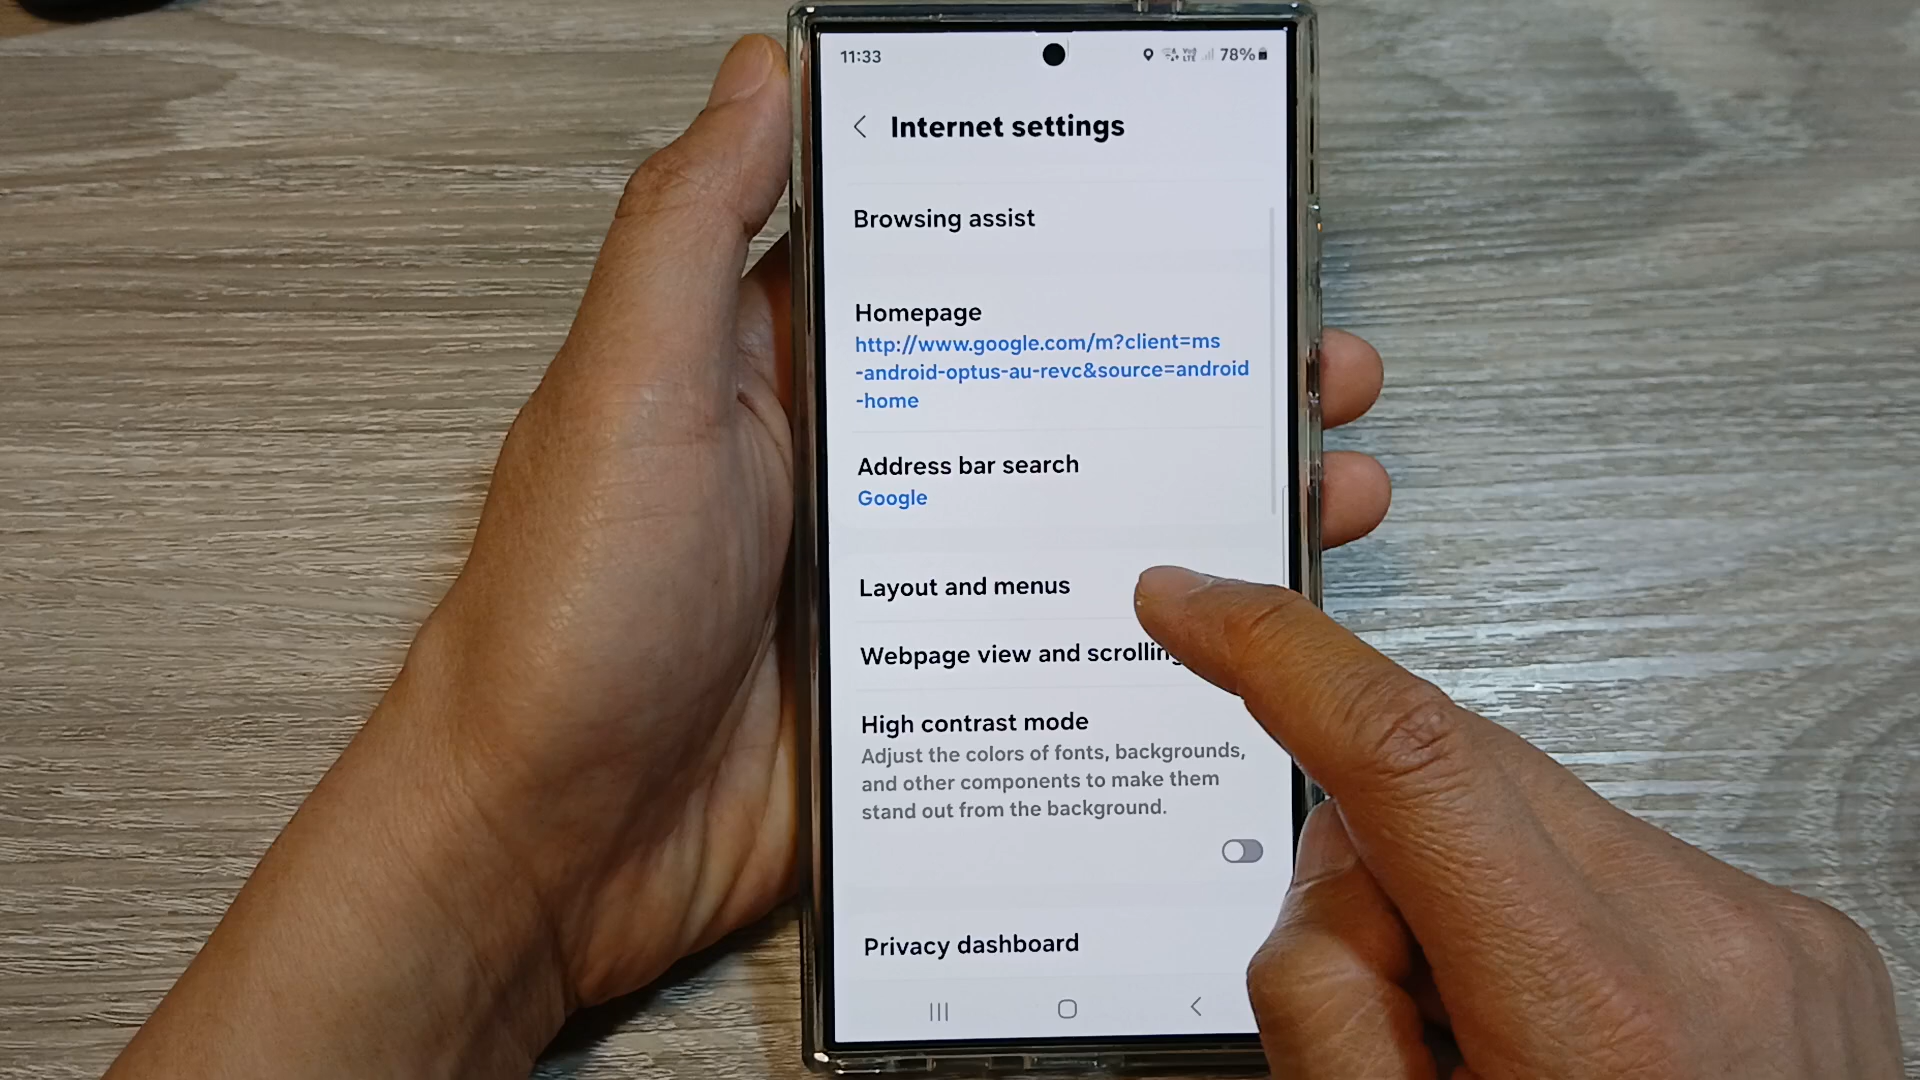 11:33
78%
Internet settings
Browsing assist
Homepage
http://www.google.com/m?client=ms
-android-optus-au-revc&source=android
-home
Address bar search
Google
Layout and menus
Webpage view and scrolling
High contrast mode
Adjust the colors of fonts, backgrounds,
and other components to make them
stand out from the background.
Privacy dashboard